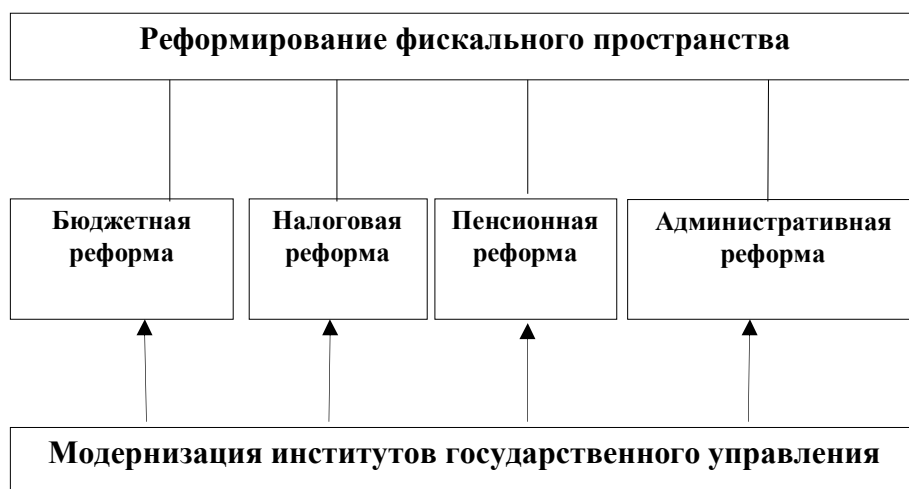 Реформирование фискального пространства
Бюджетная
реформа
Налоговая
реформа
Пенсионная
реформа
Административная
реформа
Модернизация институтов государственного управления